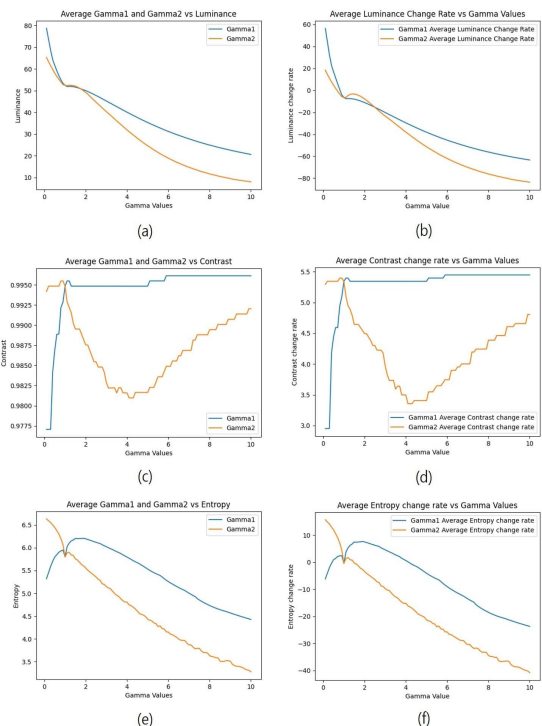 Average Gamma1 and Gamma2 vs Luminance
80
70
60
50
40
30
20
10
Luminance
Gamma1
Gamma2
0 2 4 6 8 10
Gamma Values
(a)
Average Luminance Change Rate vs Gamma Values
60
40
20
0
−20
−40
−60
−80
Luminance change rate
Gamma1 Average Luminance Change Rate
Gamma2 Average Luminance Change Rate
0 2 4 6 8 10
Gamma Value
(b)
Average Gamma1 and Gamma2 vs Contrast
0.9950
0.9925
0.9900
0.9875
0.9850
0.9825
0.9800
0.9775
Contrast
Gamma1
Gamma2
0 2 4 6 8 10
Gamma Values
(c)
Average Contrast change rate vs Gamma Values
5.5
5.0
4.5
4.0
3.5
3.0
Contrast change rate
Gamma1 Average Contrast change rate
Gamma2 Average Contrast change rate
0 2 4 6 8 10
Gamma Value
(d)
Average Gamma1 and Gamma2 vs Entropy
6.5
6.0
5.5
5.0
4.5
4.0
3.5
Entropy
Gamma1
Gamma2
0 2 4 6 8 10
Gamma Values
(e)
Average Entropy change rate vs Gamma Values
10
0
−10
−20
−30
−40
Entropy change rate
Gamma1 Average Entropy change rate
Gamma2 Average Entropy change rate
0 2 4 6 8 10
Gamma Value
(f)